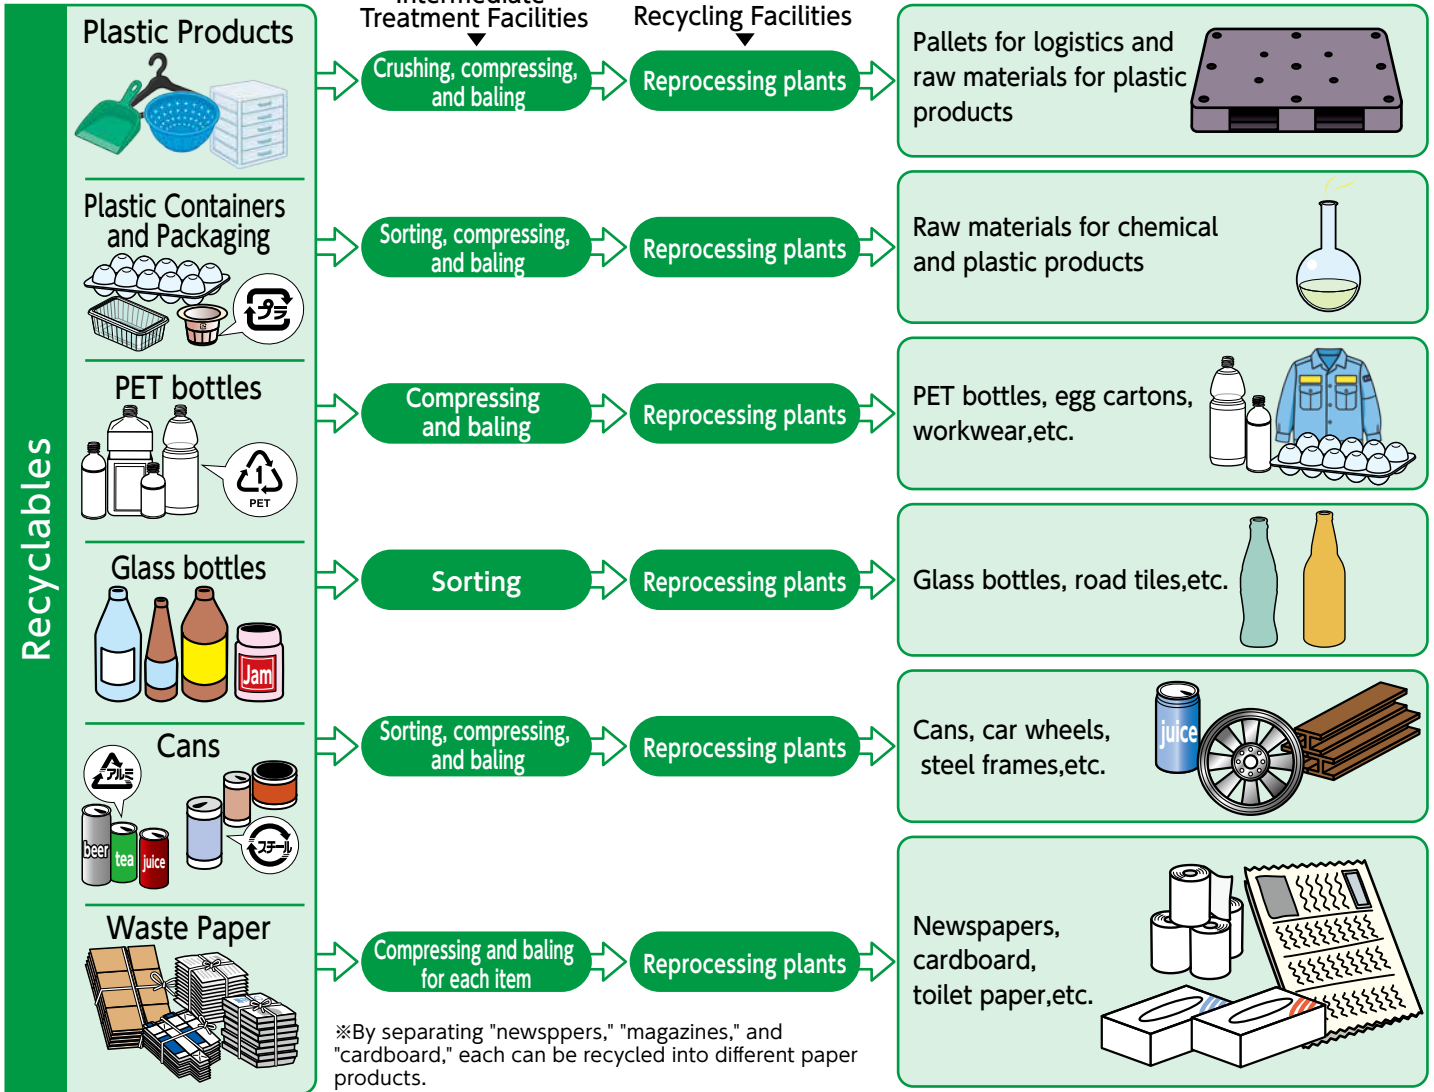 Recyclables
Intermediate
Treatment Facilities
Recycling Facilities
Plastic Products
Crushing, compressing,
and baling
Reprocessing plants
Pallets for logistics and
raw materials for plastic
products
Plastic Containers
and Packaging
プラ
Sorting, compressing,
and baling
Reprocessing plants
Raw materials for chemical
and plastic products
PET bottles
1
PET
Compressing
and baling
Reprocessing plants
PET bottles, egg cartons,
workwear,etc.
Glass bottles
Jam
Sorting
Reprocessing plants
Glass bottles, road tiles,etc.
Cans
アルミ
beer
tea
juice
スチール
Sorting, compressing,
and baling
Reprocessing plants
Cans, car wheels,
steel frames,etc.
juice
Waste Paper
Compressing and baling
for each item
Reprocessing plants
Newspapers,
cardboard,
toilet paper,etc.
※By separating "newsppers," "magazines," and
"cardboard," each can be recycled into different paper
products.